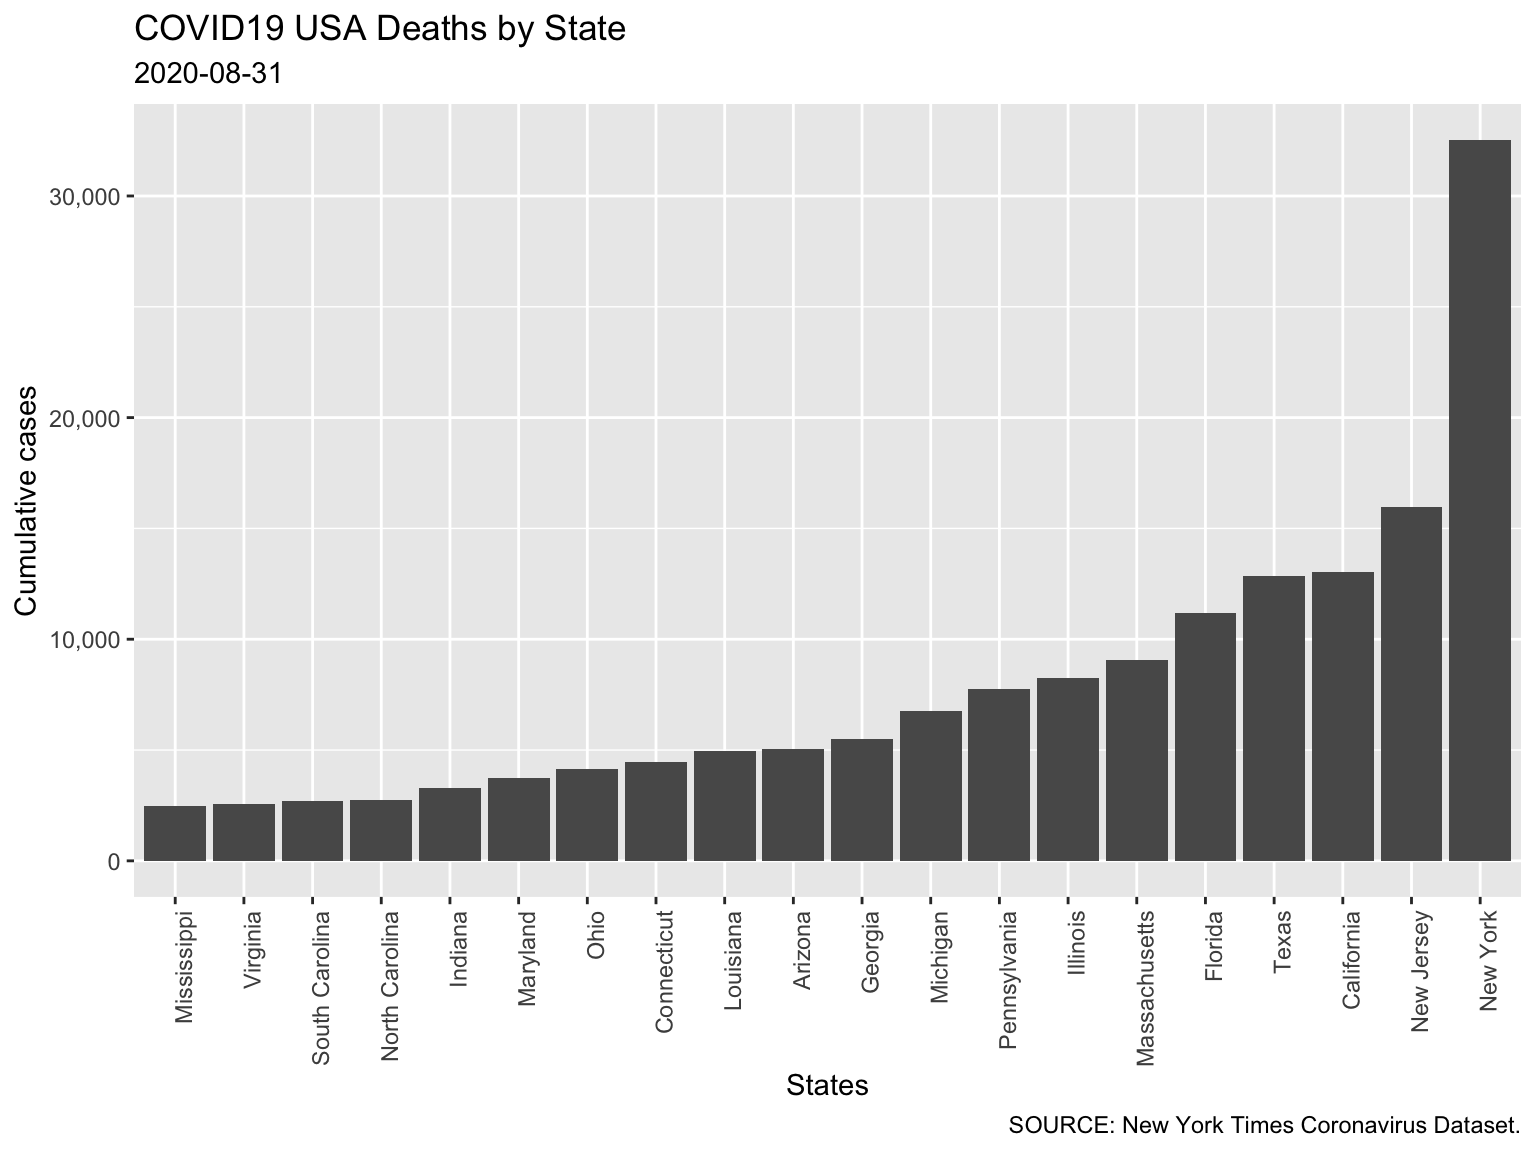 COVID19 USA Deaths by State
2020-08-31
Cumulative cases
30,000
20,000
10,000
0
Mississippi
Virginia
South Carolina
North Carolina
Indiana
Maryland
Ohio
Connecticut
Louisiana
Arizona
Georgia
Michigan
Pennsylvania
Illinois
Massachusetts
Florida
Texas
California
New Jersey
New York
States
SOURCE: New York Times Coronavirus Dataset.